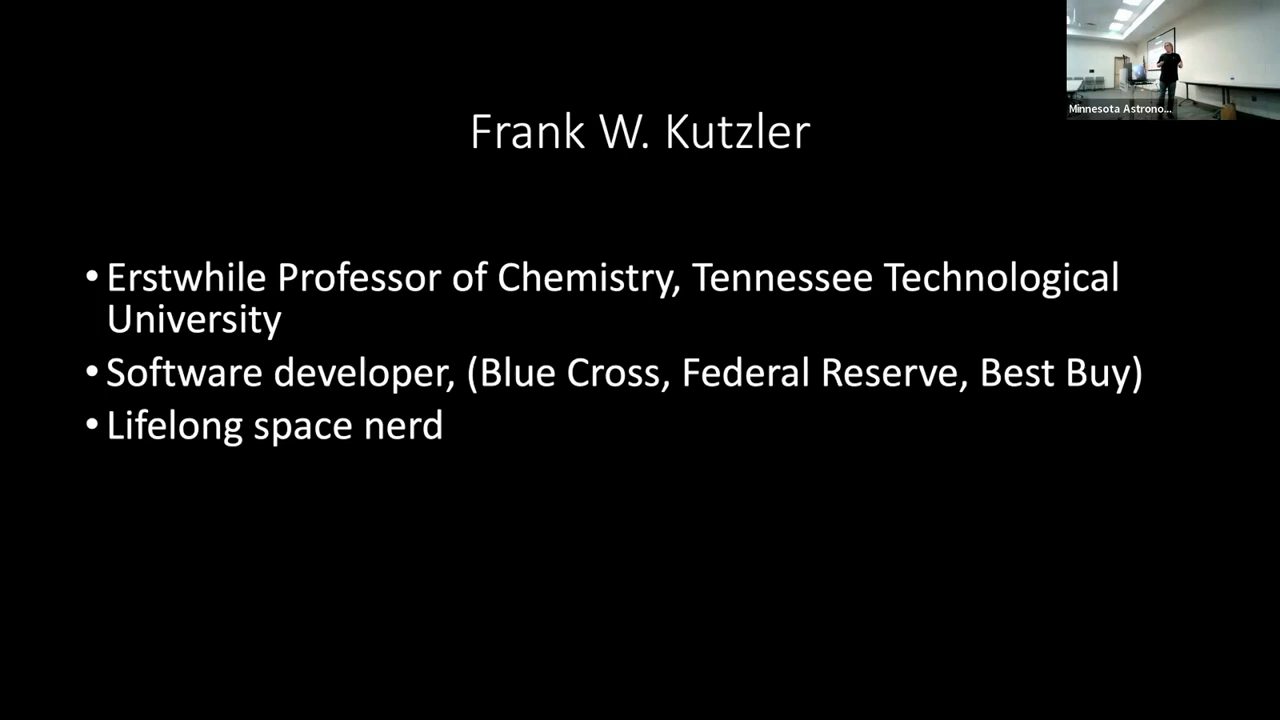 Minnesota Astrono...
Frank W. Kutzler
• Erstwhile Professor of Chemistry, Tennessee Technological
University
• Software developer, (Blue Cross, Federal Reserve, Best Buy)
• Lifelong space nerd